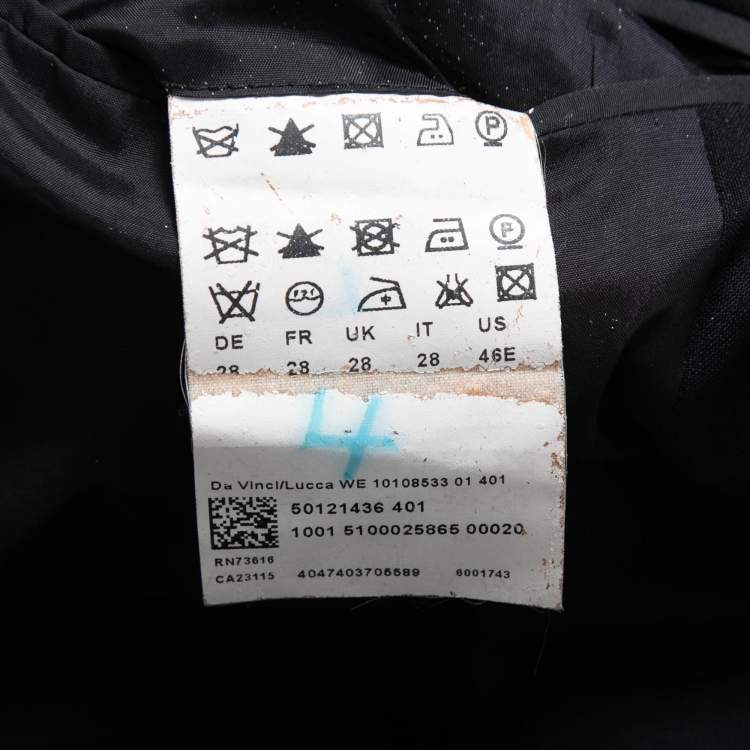 P
P
DE FR UK IT US
28 28 28 28 46E
4
Da Vinci/Lucca WE 10108533 01 401
50121436 401
1001 5100025865 00020
RN73616
CA23115 4047403705589 6001743